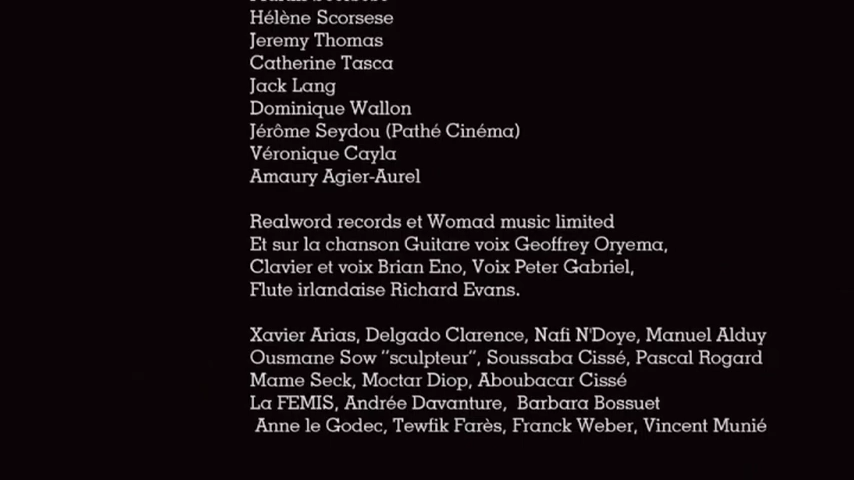 Hélène Scorsese
Jeremy Thomas
Catherine Tasca
Jack Lang
Dominique Wallon
Jérôme Seydou (Pathé Cinéma)
Véronique Cayla
Amaury Agier-Aurel
Realword records et Womad music limited
Et sur la chanson Guitare voix Geoffrey Oryema,
Clavier et voix Brian Eno, Voix Peter Gabriel,
Flute irlandaise Richard Evans.
Xavier Arias, Delgado Clarence, Nafi N'Doye, Manuel Alduy
Ousmane Sow “sculpteur”, Soussaba Cissé, Pascal Rogard
Mame Seck, Moctar Diop, Aboubacar Cissé
La FEMIS, Andrée Davanture, Barbara Bossuet
Anne le Godec, Tewfik Farès, Franck Weber, Vincent Munié